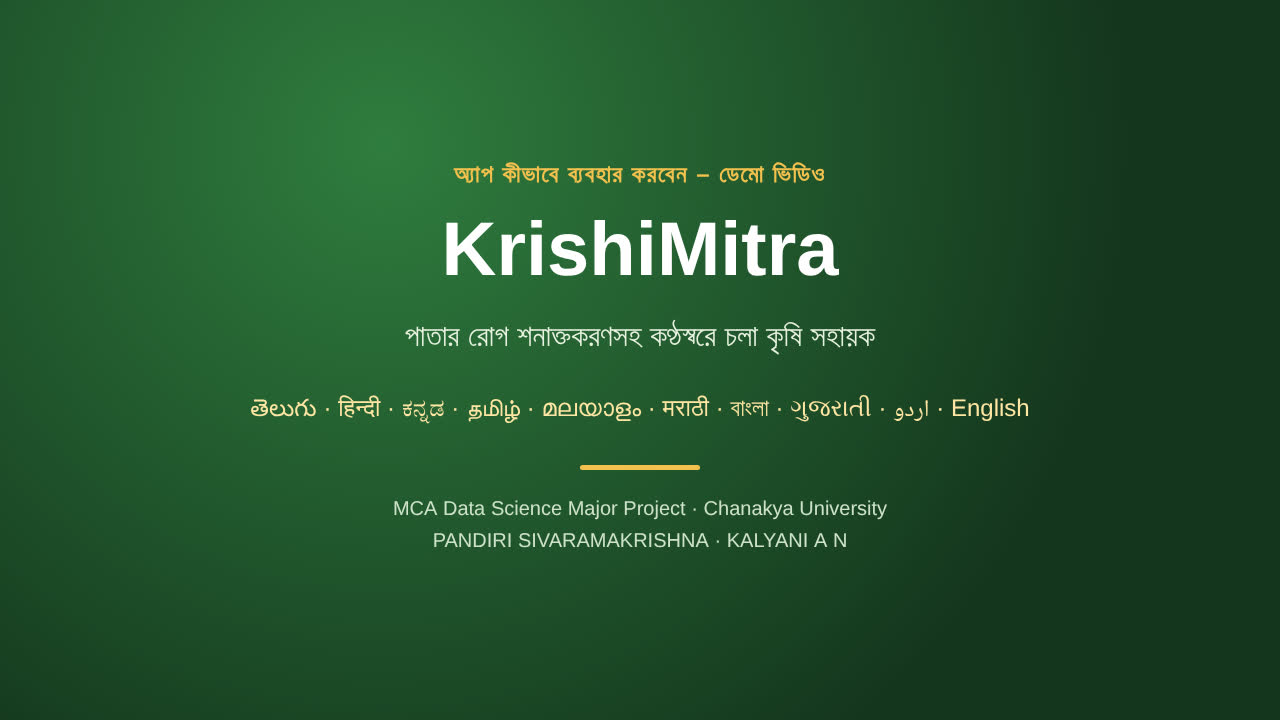 অ্যাপ কীভাবে ব্যবহার করবেন – ডেমো ভিডিও
KrishiMitra
পাতার রোগ শনাক্তকরণসহ কণ্ঠস্বরে চলা কৃষি সহায়ক
తెలుగు · हिन्दी · ಕನ್ನಡ · தமிழ் · മലയാളം · मराठी · বাংলা · ગુજરાતી · اردو · English
MCA Data Science Major Project · Chanakya University
PANDIRI SIVARAMAKRISHNA · KALYANI A N